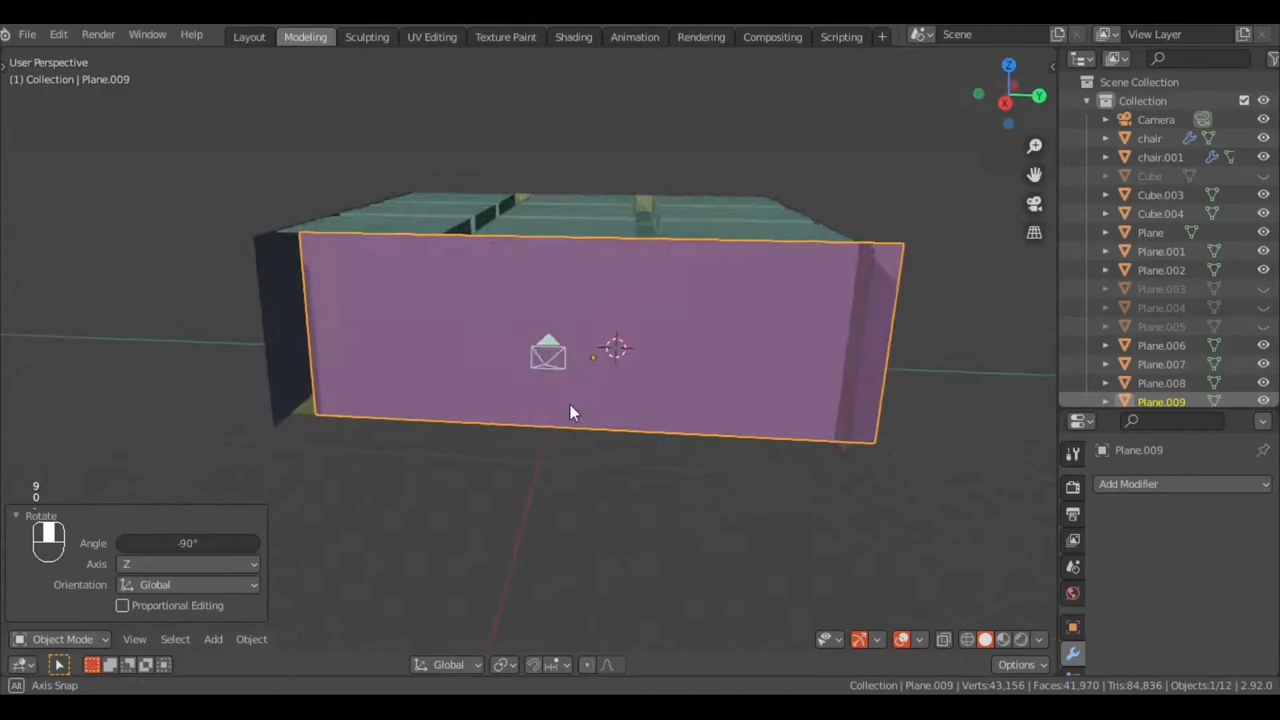 File Edit Render Window Help Layout Modeling Sculpting UV Editing Texture Paint Shading Animation Rendering Compositing Scripting + Scene View Layer
User Perspective
(1) Collection | Plane.009
Z
Y
X
Scene Collection
Collection
Camera
chair
chair.001
Cube
Cube.003
Cube.004
Plane
Plane.001
Plane.002
Plane.003
Plane.004
Plane.005
Plane.006
Plane.007
Plane.008
Plane.009
Plane.009
Add Modifier
9
0
Rotate
Angle -90°
Axis Z
Orientation Global
Proportional Editing
Object Mode View Select Add Object
Global Options
Alt Axis Snap Collection | Plane.009 | Verts:43,156 | Faces:41,970 | Tris:84,836 | Objects:1/12 | 2.92.0